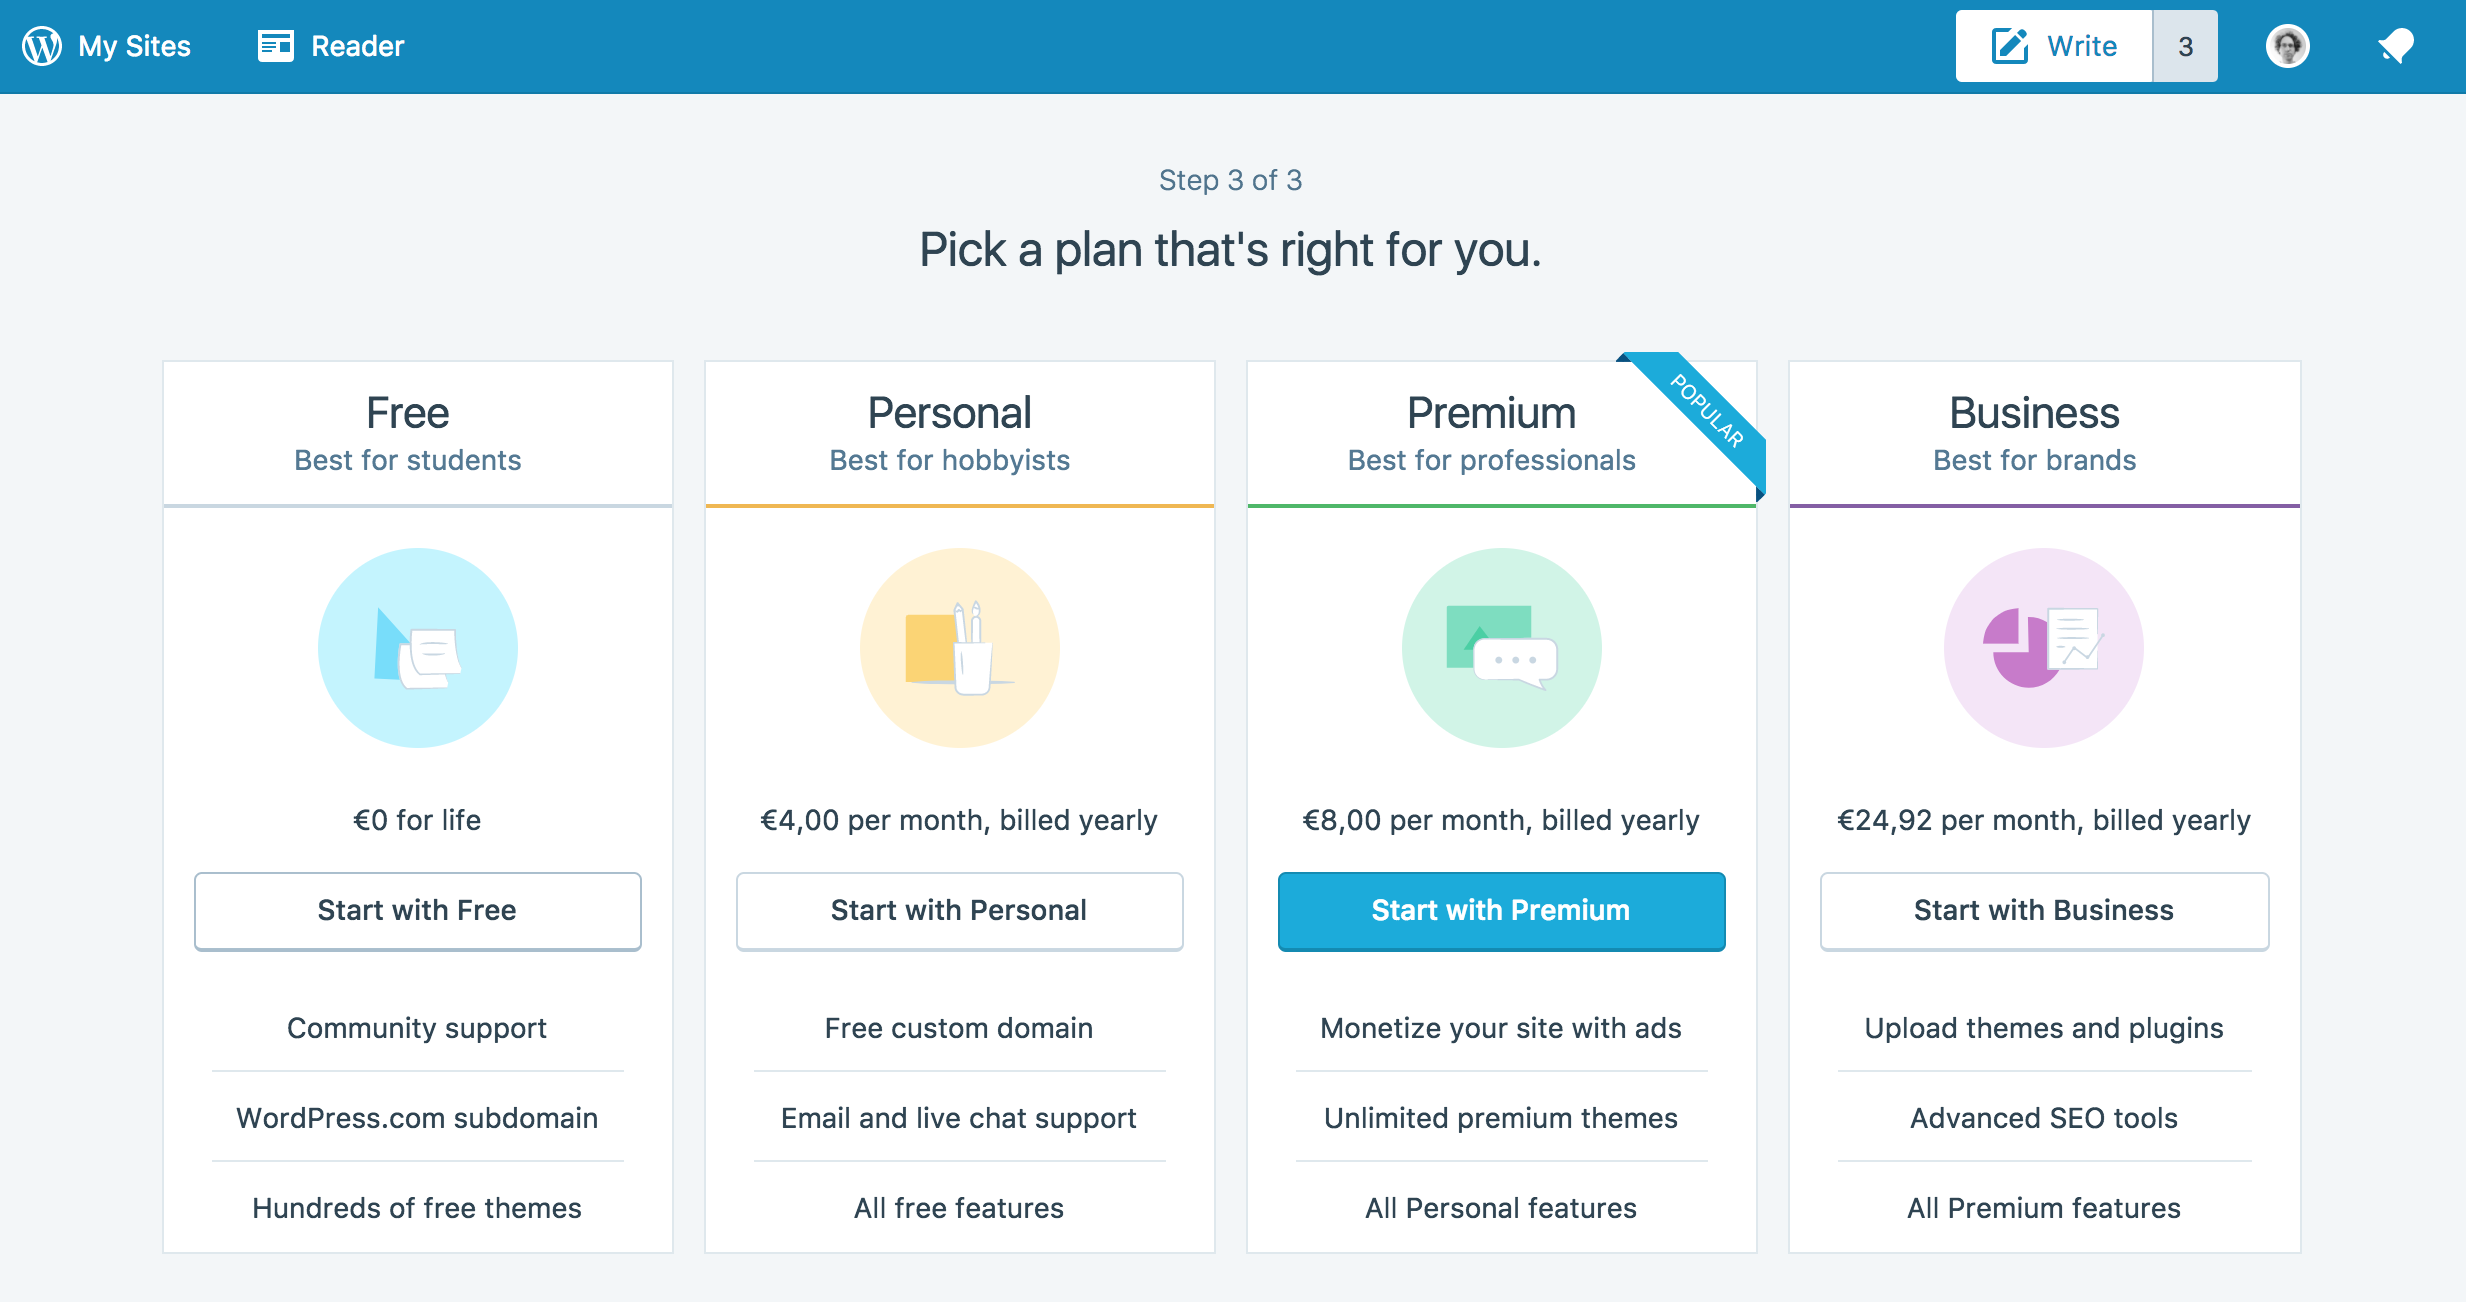 My Sites
Reader
Write
3
Step 3 of 3
Pick a plan that's right for you.
Free
Best for students
€0 for life
Start with Free
Community support
WordPress.com subdomain
Hundreds of free themes
Personal
Best for hobbyists
€4,00 per month, billed yearly
Start with Personal
Free custom domain
Email and live chat support
All free features
POPULAR
Premium
Best for professionals
€8,00 per month, billed yearly
Start with Premium
Monetize your site with ads
Unlimited premium themes
All Personal features
Business
Best for brands
€24,92 per month, billed yearly
Start with Business
Upload themes and plugins
Advanced SEO tools
All Premium features